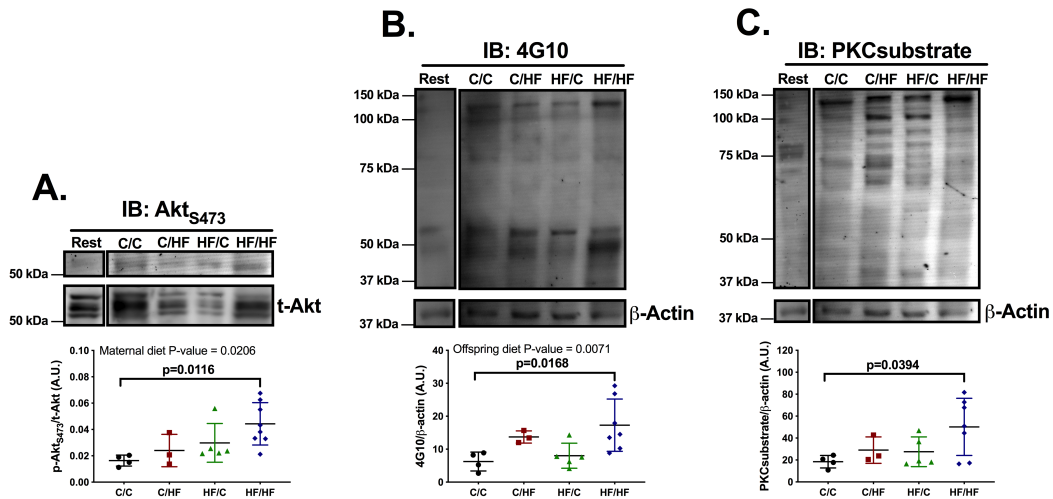 A.
IB: AktS473
Rest C/C C/HF HF/C HF/HF
50 kDa
t-Akt
50 kDa
Maternal diet P-value = 0.0206
p=0.0116
p-AktS473/t-Akt (A.U.)
0.10
0.08
0.06
0.04
0.02
0.00
C/C C/HF HF/C HF/HF
B.
IB: 4G10
Rest C/C C/HF HF/C HF/HF
150 kDa
100 kDa
75 kDa
50 kDa
37 kDa
β-Actin
37 kDa
Offspring diet P-value = 0.0071
p=0.0168
4G10/β-actin (A.U.)
40
30
20
10
0
C/C C/HF HF/C HF/HF
C.
IB: PKCsubstrate
Rest C/C C/HF HF/C HF/HF
150 kDa
100 kDa
75 kDa
50 kDa
37 kDa
β-Actin
37 kDa
p=0.0394
PKCsubstrate/β-actin (A.U.)
120
100
80
60
40
20
0
C/C C/HF HF/C HF/HF